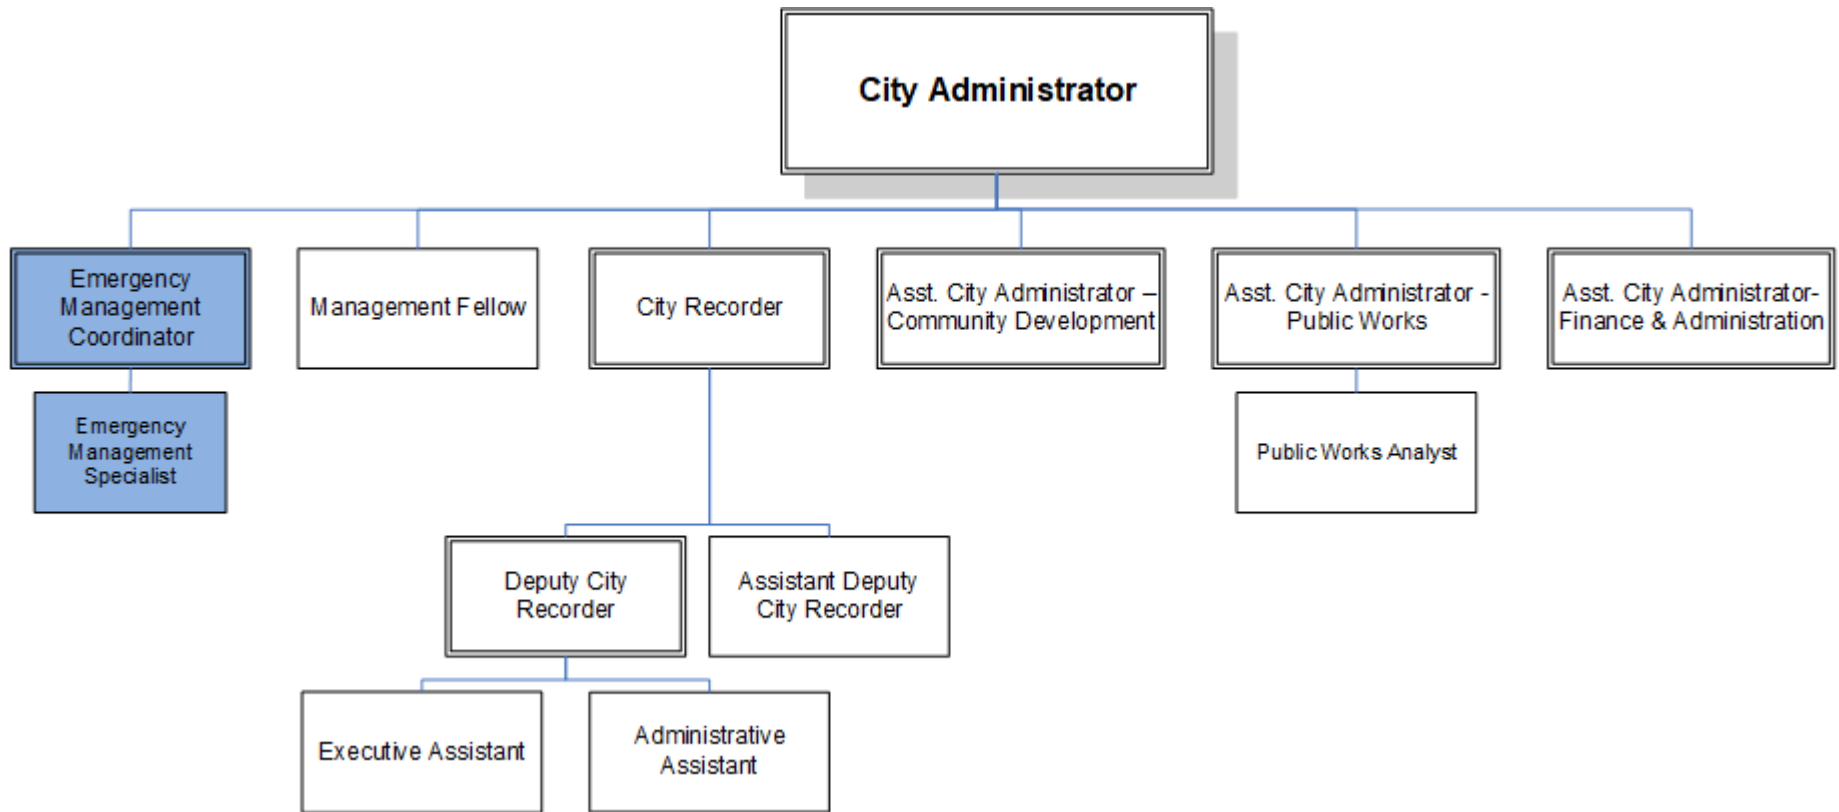 City Administrator
Emergency
Management
Coordinator
Management Fellow
City Recorder
Asst. City Administrator –
Community Development
Asst. City Administrator -
Public Works
Asst. City Administrator-
Finance & Administration
Emergency
Management
Specialist
Public Works Analyst
Deputy City
Recorder
Assistant Deputy
City Recorder
Executive Assistant
Administrative
Assistant